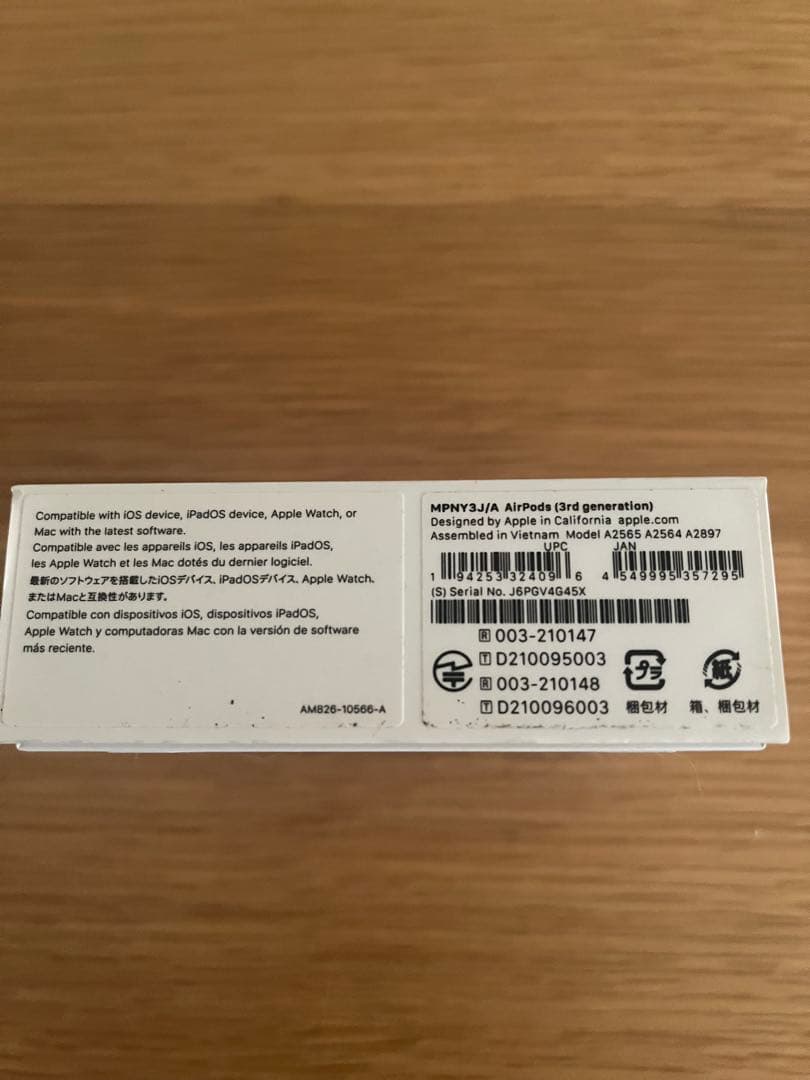 Compatible with iOS device, iPadOS device, Apple Watch, or
Mac with the latest software.
Compatible avec les appareils iOS, les appareils iPadOS,
les Apple Watch et les Mac dotés du dernier logiciel.
最新のソフトウェアを搭載したiOSデバイス、iPadOSデバイス、Apple Watch、
またはMacと互換性があります。
Compatible con dispositivos iOS, dispositivos iPadOS,
Apple Watch y computadoras Mac con la versión de software
más reciente.
AM826-10566-A
MPNY3J/A AirPods (3rd generation)
Designed by Apple in California apple.com
Assembled in Vietnam Model A2565 A2564 A2897
UPC JAN
1 94253 32409 6 4 549995 357295
(S) Serial No. J6PGV4G45X
R 003-210147
T D210095003
R 003-210148
T D210096003
プラ 紙
梱包材 箱、梱包材